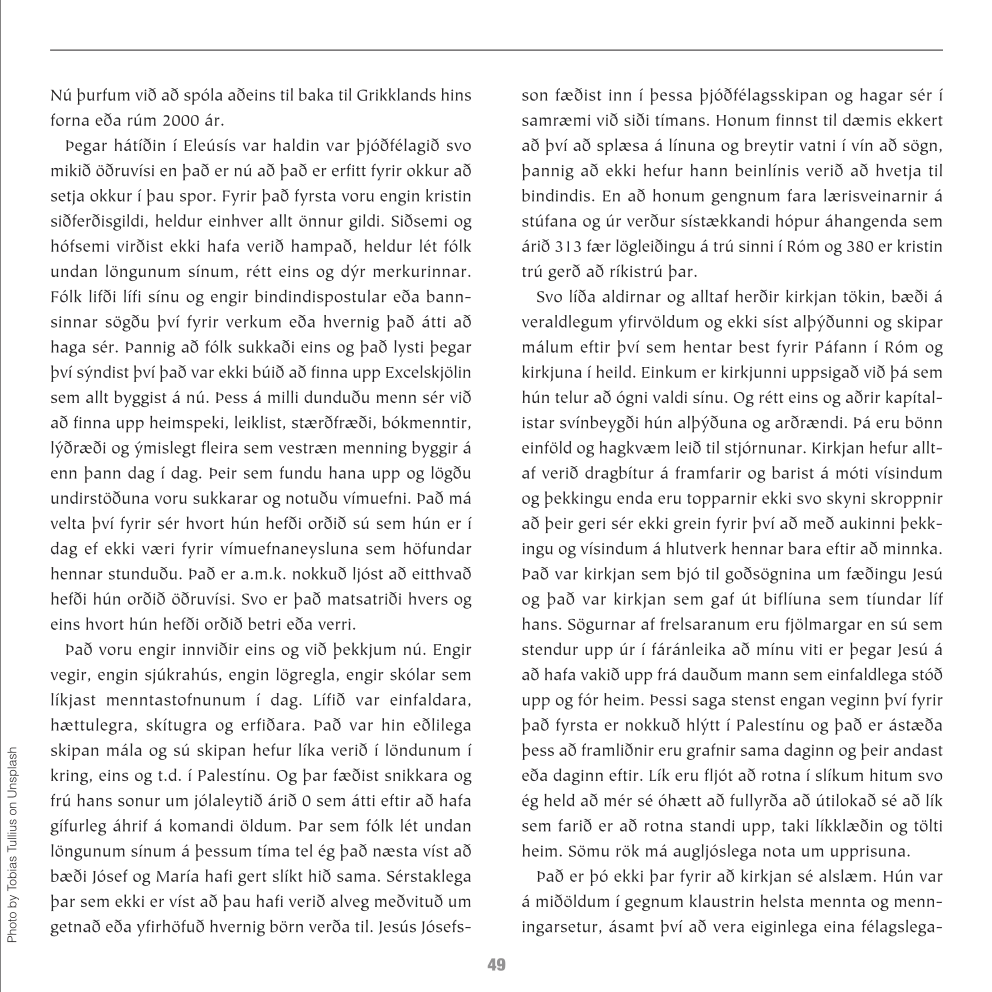 Nú þurfum við að spóla aðeins til baka til Grikklands hins
forna eða rúm 2000 ár.
Þegar hátíðin í Eleúsís var haldin var þjóðfélagið svo
mikið öðruvísi en það er nú að það er erfitt fyrir okkur að
setja okkur í þau spor. Fyrir það fyrsta voru engin kristin
siðferðisgildi, heldur einhver allt önnur gildi. Siðsemi og
hófsemi virðist ekki hafa verið hampað, heldur lét fólk
undan löngunum sínum, rétt eins og dýr merkurinnar.
Fólk lifði lífi sínu og engir bindindispostular eða bann-
sinnar sögðu því fyrir verkum eða hvernig það átti að
haga sér. Þannig að fólk sukkaði eins og það lysti þegar
því sýndist því það var ekki búið að finna upp Excelskjölin
sem allt byggist á nú. Þess á milli dunduðu menn sér við
að finna upp heimspeki, leiklist, stærðfræði, bókmenntir,
lýðræði og ýmislegt fleira sem vestræn menning byggir á
enn þann dag í dag. Þeir sem fundu hana upp og lögðu
undirstöðuna voru sukkarar og notuðu vímuefni. Það má
velta því fyrir sér hvort hún hefði orðið sú sem hún er í
dag ef ekki væri fyrir vímuefnaneysluna sem höfundar
hennar stunduðu. Það er a.m.k. nokkuð ljóst að eitthvað
hefði hún orðið öðruvísi. Svo er það matsatriði hvers og
eins hvort hún hefði orðið betri eða verri.
Það voru engir innviðir eins og við þekkjum nú. Engir
vegir, engin sjúkrahús, engin lögregla, engir skólar sem
líkjast menntastofnunum í dag. Lífið var einfaldara,
hættulegra, skítugra og erfiðara. Það var hin eðlilega
skipan mála og sú skipan hefur líka verið í löndunum í
kring, eins og t.d. í Palestínu. Og þar fæðist snikkara og
frú hans sonur um jólaleytið árið 0 sem átti eftir að hafa
gífurleg áhrif á komandi öldum. Þar sem fólk lét undan
löngunum sínum á þessum tíma tel ég það næsta víst að
bæði Jósef og María hafi gert slíkt hið sama. Sérstaklega
þar sem ekki er víst að þau hafi verið alveg meðvituð um
getnað eða yfirhöfuð hvernig börn verða til. Jesús Jósefs-
son fæðist inn í þessa þjóðfélagsskipan og hagar sér í
samræmi við siði tímans. Honum finnst til dæmis ekkert
að því að splæsa á línuna og breytir vatni í vín að sögn,
þannig að ekki hefur hann beinlínis verið að hvetja til
bindindis. En að honum gengnum fara lærisveinarnir á
stúfana og úr verður sístækkandi hópur áhangenda sem
árið 313 fær lögleiðingu á trú sinni í Róm og 380 er kristin
trú gerð að ríkistrú þar.
Svo líða aldirnar og alltaf herðir kirkjan tökin, bæði á
veraldlegum yfirvöldum og ekki síst alþýðunni og skipar
málum eftir því sem hentar best fyrir Páfann í Róm og
kirkjuna í heild. Einkum er kirkjunni uppsigað við þá sem
hún telur að ógni valdi sínu. Og rétt eins og aðrir kapítal-
istar svínbeygði hún alþýðuna og arðrændi. Þá eru bönn
einföld og hagkvæm leið til stjórnunar. Kirkjan hefur allt-
af verið dragbítur á framfarir og barist á móti vísindum
og þekkingu enda eru topparnir ekki svo skyni skroppnir
að þeir geri sér ekki grein fyrir því að með aukinni þekk-
ingu og vísindum á hlutverk hennar bara eftir að minnka.
Það var kirkjan sem bjó til goðsögnina um fæðingu Jesú
og það var kirkjan sem gaf út biflíuna sem tíundar líf
hans. Sögurnar af frelsaranum eru fjölmargar en sú sem
stendur upp úr í fáránleika að mínu viti er þegar Jesú á
að hafa vakið upp frá dauðum mann sem einfaldlega stóð
upp og fór heim. Þessi saga stenst engan veginn því fyrir
það fyrsta er nokkuð hlýtt í Palestínu og það er ástæða
þess að framliðnir eru grafnir sama daginn og þeir andast
eða daginn eftir. Lík eru fljót að rotna í slíkum hitum svo
ég held að mér sé óhætt að fullyrða að útilokað sé að lík
sem farið er að rotna standi upp, taki líkklæðin og tölti
heim. Sömu rök má augljóslega nota um upprisuna.
Það er þó ekki þar fyrir að kirkjan sé alslæm. Hún var
á miðöldum í gegnum klaustrin helsta mennta og menn-
ingarsetur, ásamt því að vera eiginlega eina félagslega-
Photo by Tobias Tullius on Unsplash
49